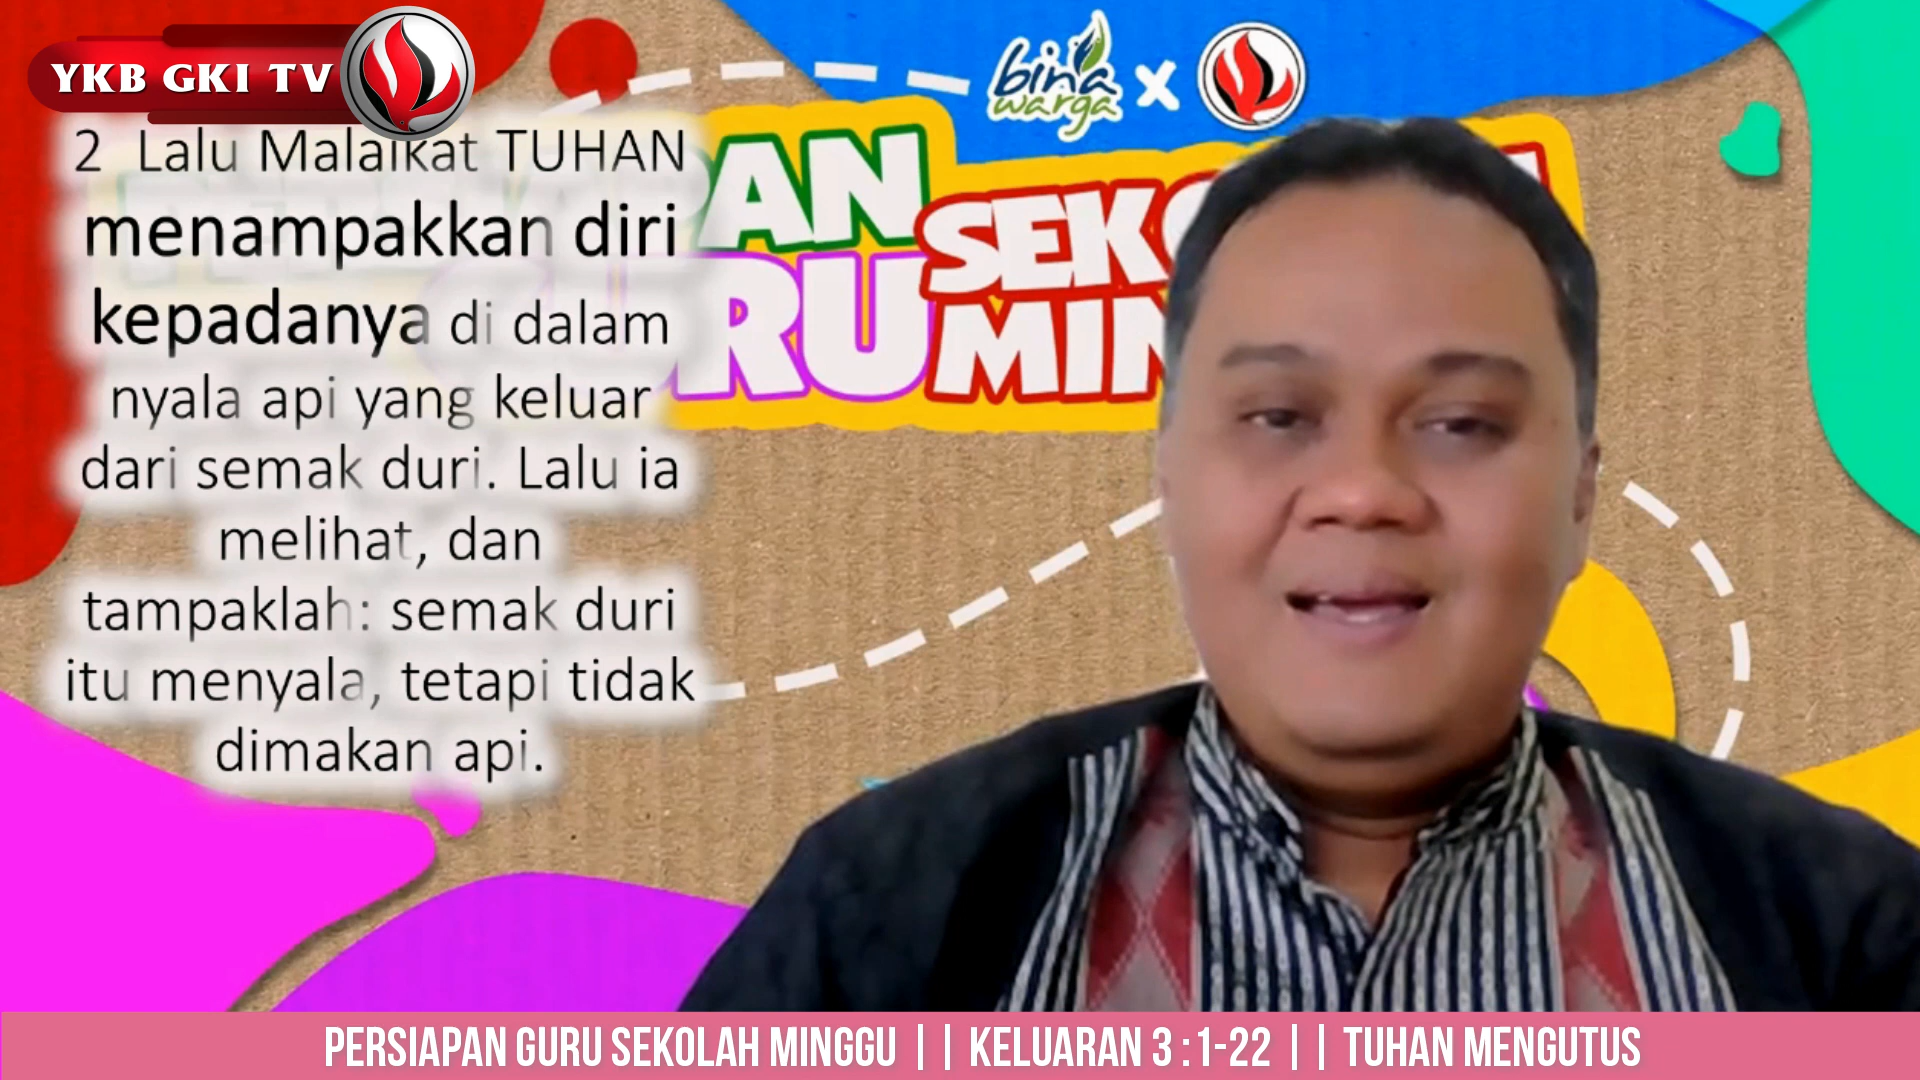 YKB GKI TV
bina
warga
x
2 Lalu Malaikat TUHAN
menampakkan diri
kepadanya di dalam
nyala api yang keluar
dari semak duri. Lalu ia
melihat, dan
tampaklah: semak duri
itu menyala, tetapi tidak
dimakan api.
PERSIAPAN GURU SEKOLAH MINGGU || KELUARAN 3 :1-22 || TUHAN MENGUTUS